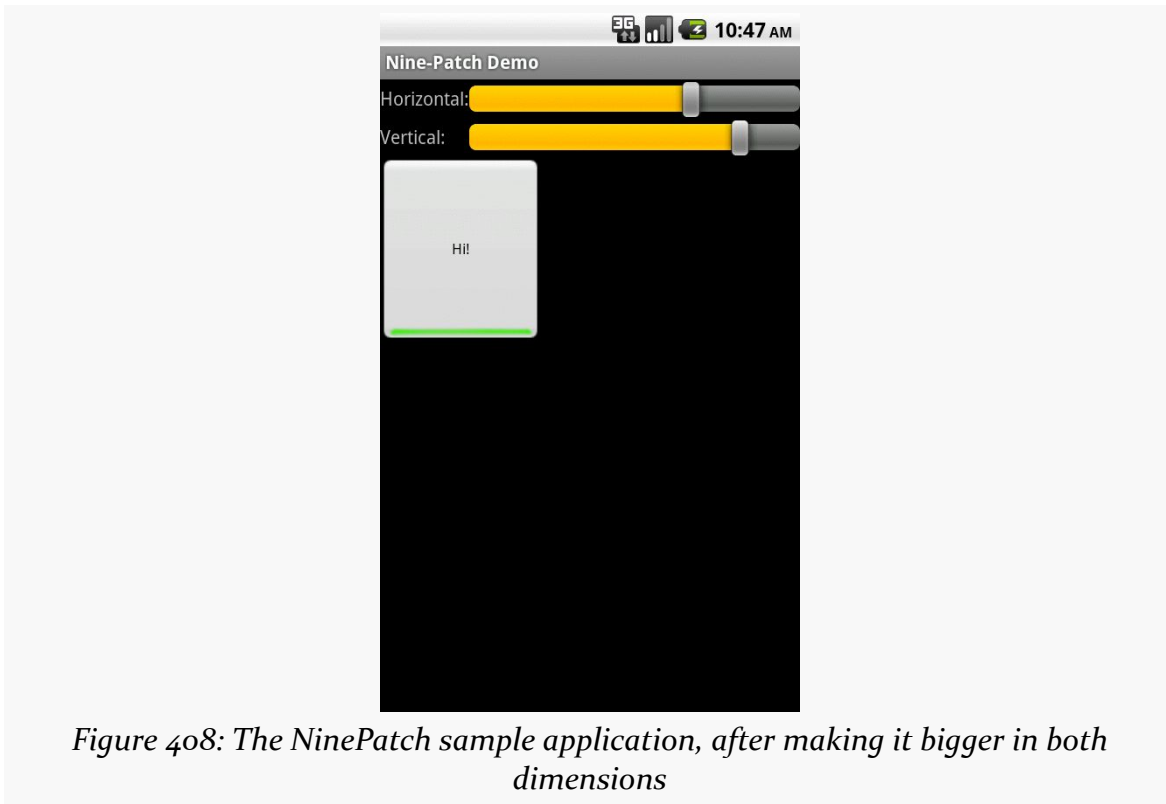 3G 10:47 AM
Nine-Patch Demo
Horizontal:
Vertical:
Hi!
Figure 408: The NinePatch sample application, after making it bigger in both
dimensions